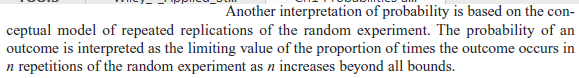 Another interpretation of probability is based on the con-
ceptual model of repeated replications of the random experiment. The probability of an
outcome is interpreted as the limiting value of the proportion of times the outcome occurs in
n repetitions of the random experiment as n increases beyond all bounds.